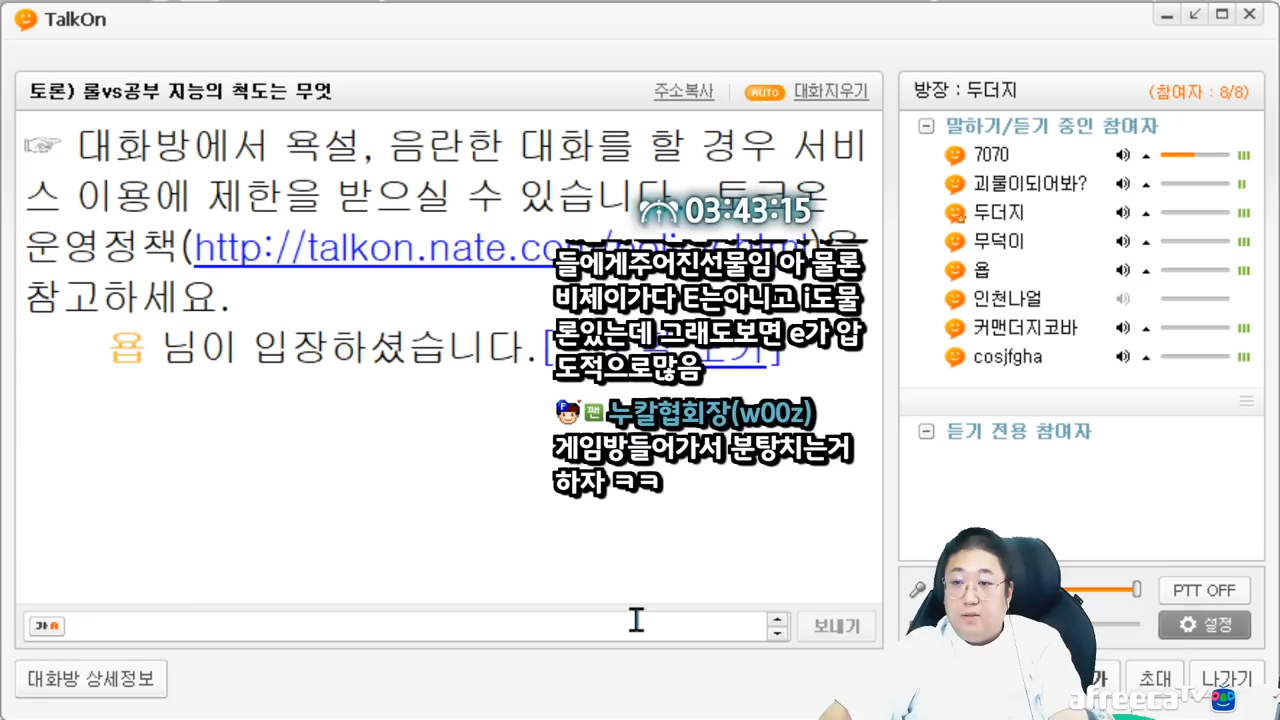 TalkOn
토론) 롤vs공부 지능의 척도는 무엇
주소복사
AUTO
대화지우기
☞ 대화방에서 욕설, 음란한 대화를 할 경우 서비
스 이용에 제한을 받으실 수 있습니다. 토크온
운영정책(http://talkon.nate.co
참고하세요.
욥 님이 입장하셨습니다.[
03:43:15
들에게주어진선물임 아 물론
비제이가다 E는아니고 i도물
론있는데 그래도보면 e가 압
도적으로많음
팬 누칼협회장(w00z)
게임방들어가서 분탕치는거
하자 ㅋㅋ
가
보내기
대화방 상세정보
방장 : 두더지
(참여자 : 8/8)
말하기/듣기 중인 참여자
7070
괴물이되어봐?
두더지
무덕이
욥
인천나얼
커맨더지코바
cosjfgha
듣기 전용 참여자
PTT OFF
설정
가
초대
나가기
afreecaTV